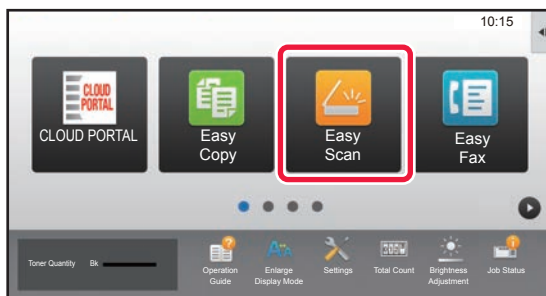 10:15
CLOUD
PORTAL
CLOUD PORTAL
Easy
Copy
Easy
Scan
Easy
Fax
Toner Quantity Bk
Operation
Guide
Enlarge
Display Mode
Settings
Total Count
Brightness
Adjustment
Job Status